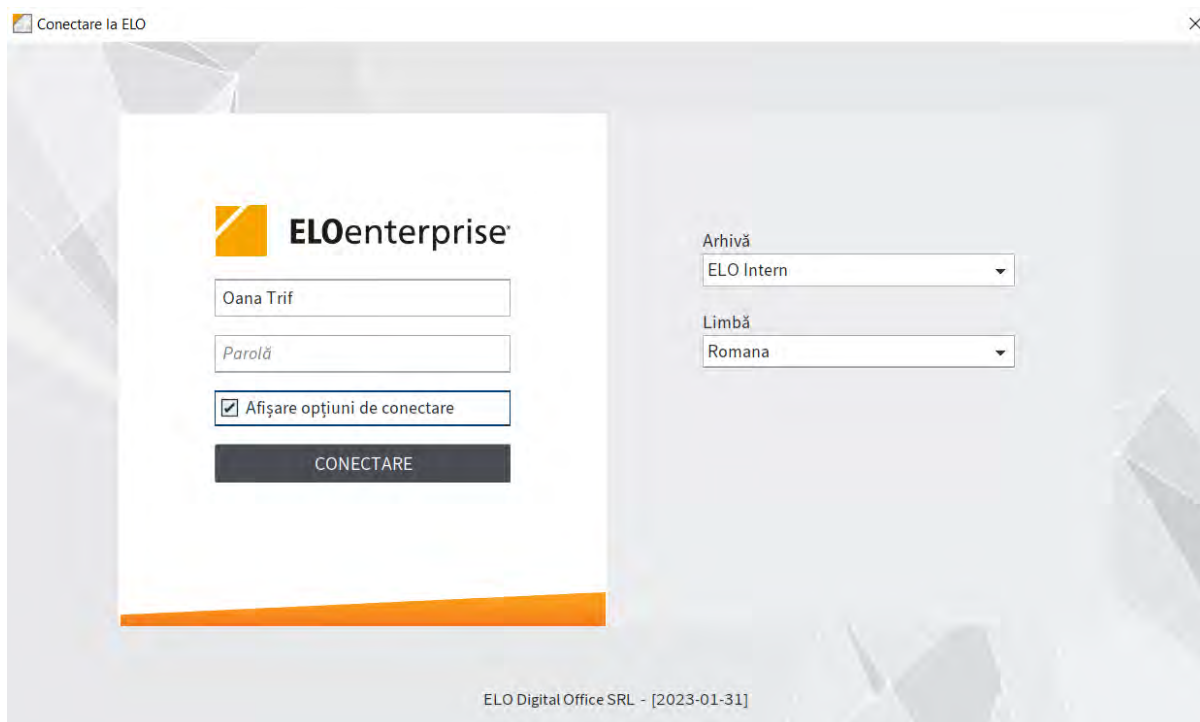 Conectare la ELO
ELOenterprise
Oana Trif
Parolă
Afișare opțiuni de conectare
CONECTARE
Arhivă
ELO Intern
Limbă
Romana
ELO Digital Office SRL - [2023-01-31]